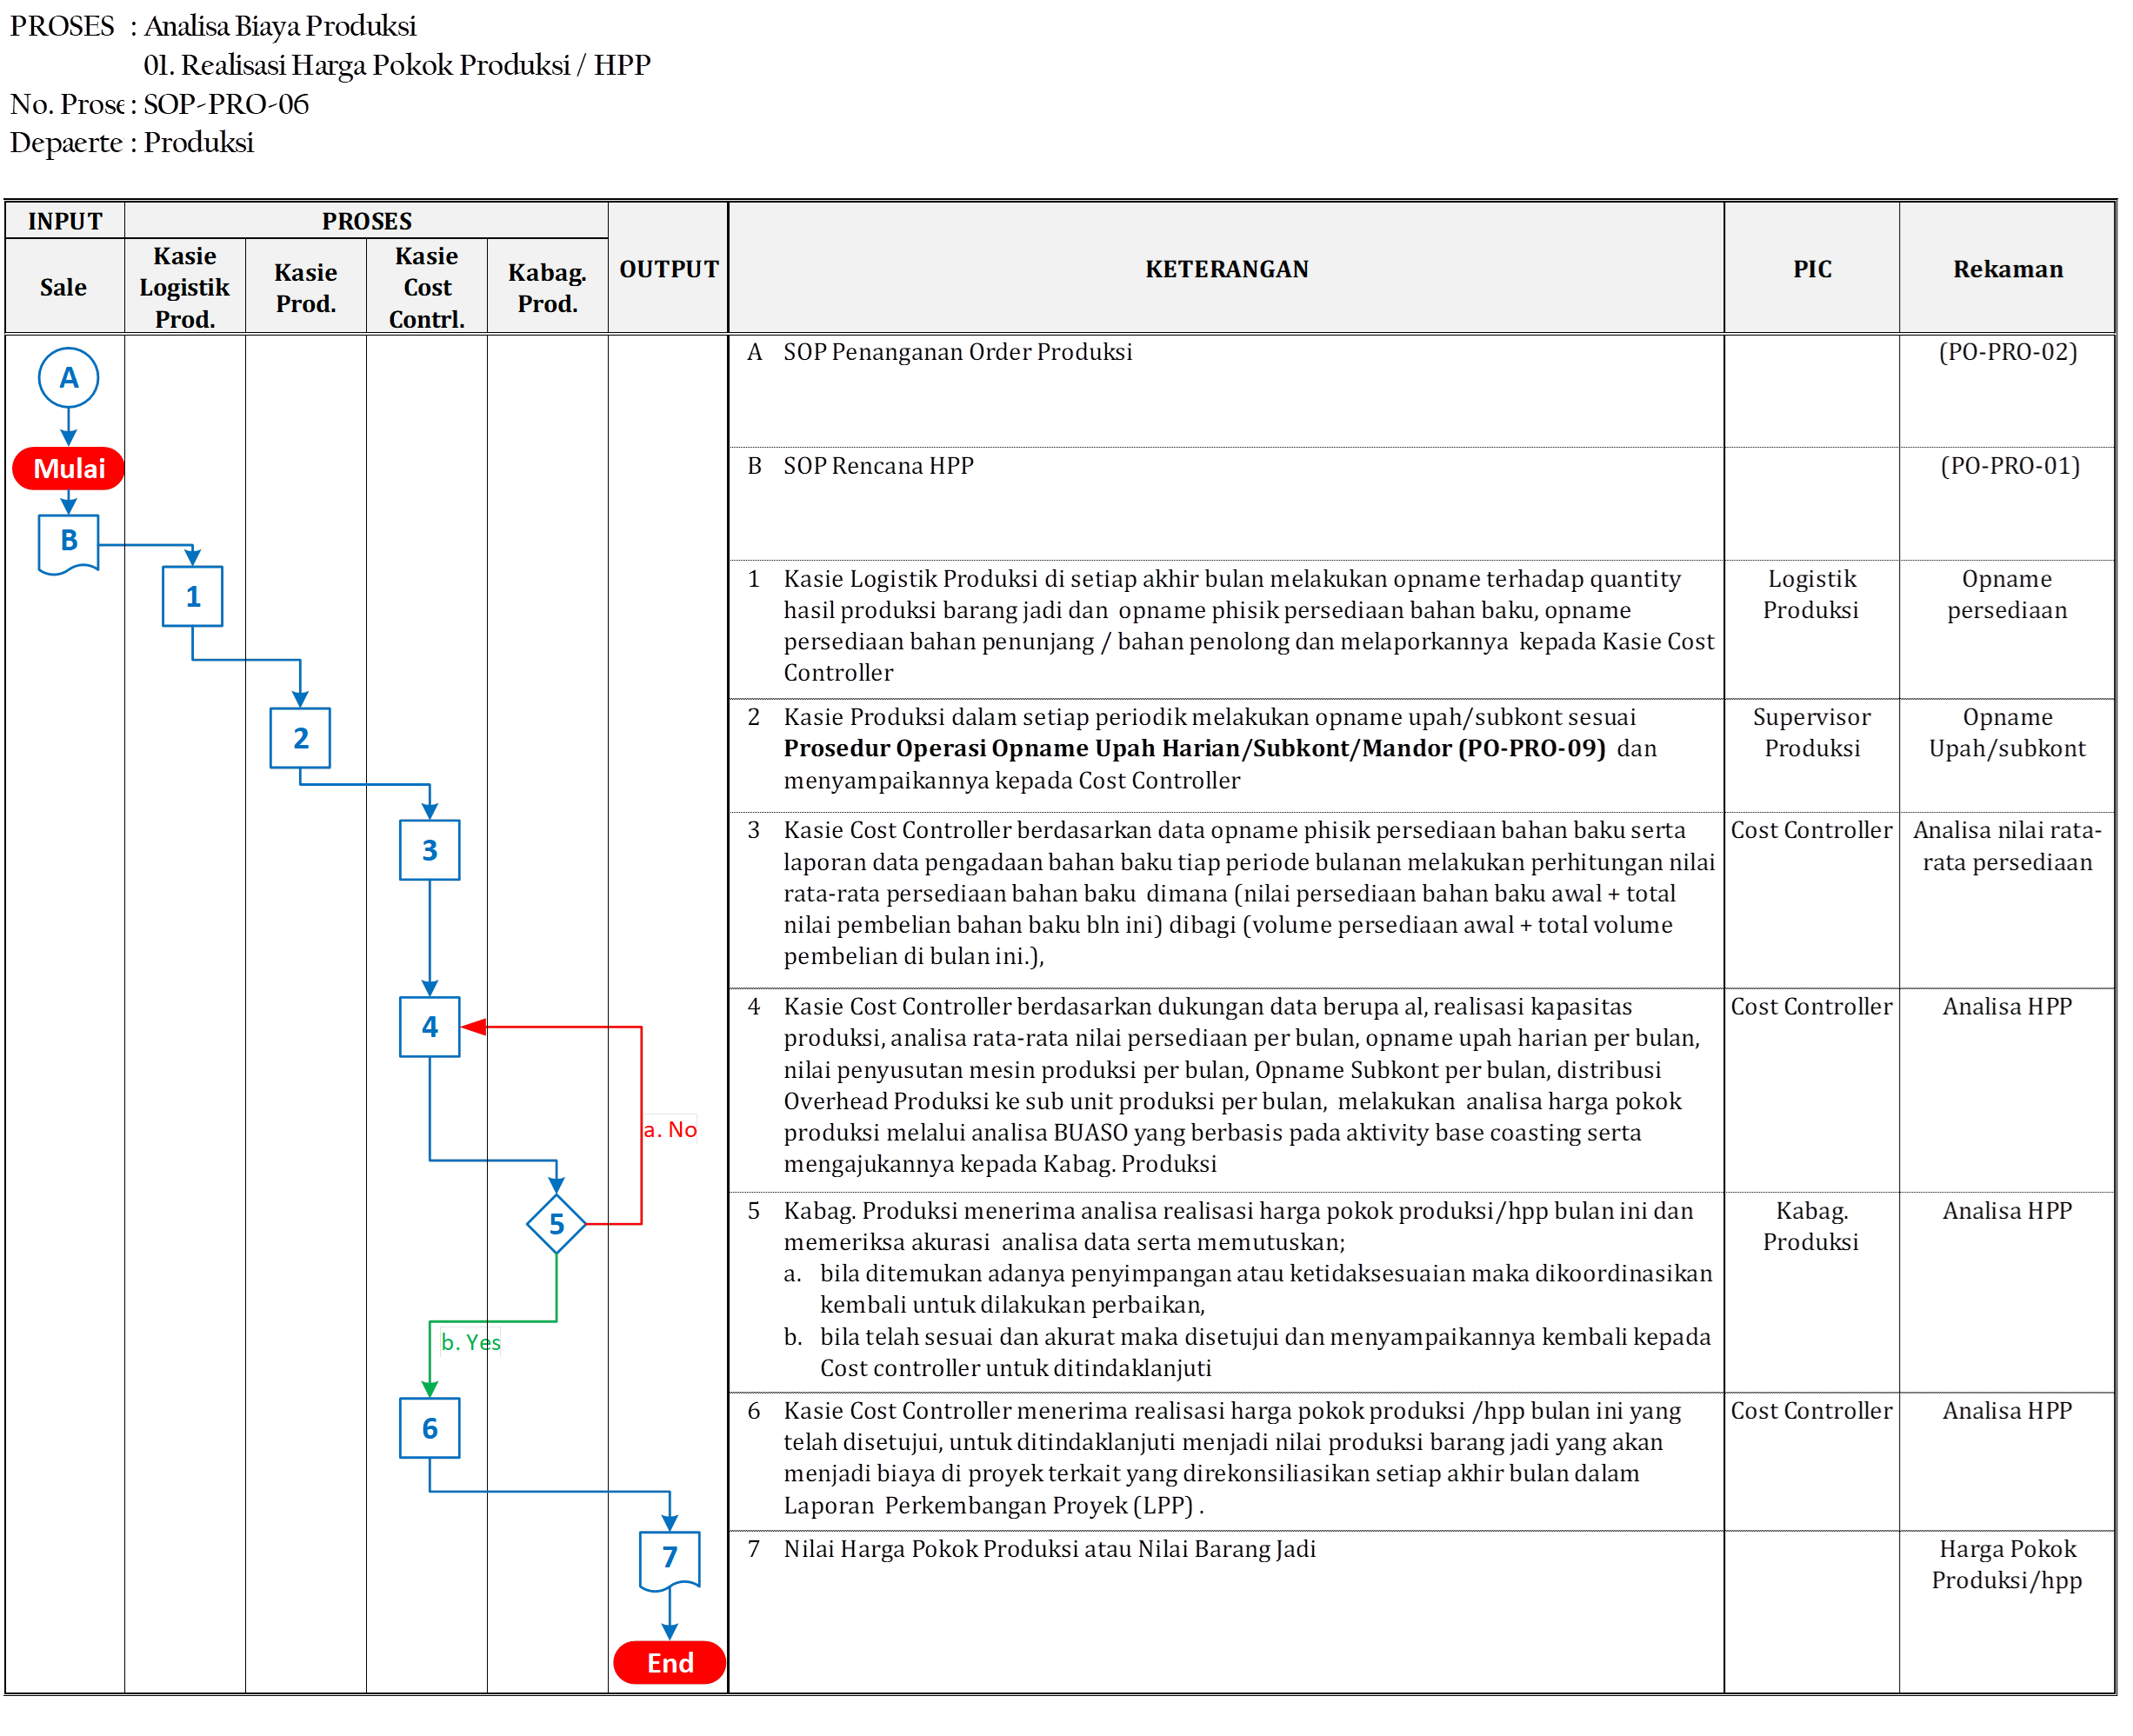 PROSES : Analisa Biaya Produksi
01. Realisasi Harga Pokok Produksi / HPP
No. Prose : SOP-PRO-06
Depaerte : Produksi
INPUT PROSES OUTPUT KETERANGAN PIC Rekaman
Sale
Kasie
Logistik
Prod.
Kasie
Prod.
Kasie
Cost
Contrl.
Kabag.
Prod.
A
Mulai
B
1
2
3
4
a. No
5
b. Yes
6
7
End
A SOP Penanganan Order Produksi (PO-PRO-02)
B SOP Rencana HPP (PO-PRO-01)
1 Kasie Logistik Produksi di setiap akhir bulan melakukan opname terhadap quantity
hasil produksi barang jadi dan opname phisik persediaan bahan baku, opname
persediaan bahan penunjang / bahan penolong dan melaporkannya kepada Kasie Cost
Controller
Logistik
Produksi
Opname
persediaan
2 Kasie Produksi dalam setiap periodik melakukan opname upah/subkont sesuai
Prosedur Operasi Opname Upah Harian/Subkont/Mandor (PO-PRO-09) dan
menyampaikannya kepada Cost Controller
Supervisor
Produksi
Opname
Upah/subkont
3 Kasie Cost Controller berdasarkan data opname phisik persediaan bahan baku serta
laporan data pengadaan bahan baku tiap periode bulanan melakukan perhitungan nilai
rata-rata persediaan bahan baku dimana (nilai persediaan bahan baku awal + total
nilai pembelian bahan baku bln ini) dibagi (volume persediaan awal + total volume
pembelian di bulan ini.),
Cost Controller
Analisa nilai rata-
rata persediaan
4 Kasie Cost Controller berdasarkan dukungan data berupa al, realisasi kapasitas
produksi, analisa rata-rata nilai persediaan per bulan, opname upah harian per bulan,
nilai penyusutan mesin produksi per bulan, Opname Subkont per bulan, distribusi
Overhead Produksi ke sub unit produksi per bulan, melakukan analisa harga pokok
produksi melalui analisa BUASO yang berbasis pada aktivity base coasting serta
mengajukannya kepada Kabag. Produksi
Cost Controller
Analisa HPP
5 Kabag. Produksi menerima analisa realisasi harga pokok produksi/hpp bulan ini dan
memeriksa akurasi analisa data serta memutuskan;
a. bila ditemukan adanya penyimpangan atau ketidaksesuaian maka dikoordinasikan
kembali untuk dilakukan perbaikan,
b. bila telah sesuai dan akurat maka disetujui dan menyampaikannya kembali kepada
Cost controller untuk ditindaklanjuti
Kabag.
Produksi
Analisa HPP
6 Kasie Cost Controller menerima realisasi harga pokok produksi /hpp bulan ini yang
telah disetujui, untuk ditindaklanjuti menjadi nilai produksi barang jadi yang akan
menjadi biaya di proyek terkait yang direkonsiliasikan setiap akhir bulan dalam
Laporan Perkembangan Proyek (LPP) .
Cost Controller
Analisa HPP
7 Nilai Harga Pokok Produksi atau Nilai Barang Jadi
Harga Pokok
Produksi/hpp